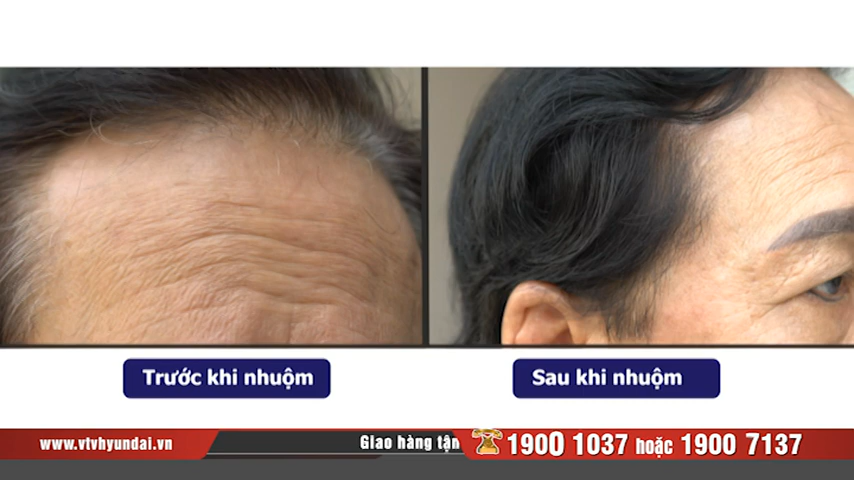 Trước khi nhuộm
Sau khi nhuộm
www.vtvhyundai.vn
Giao hàng tận
1900 1037 hoặc 1900 7137